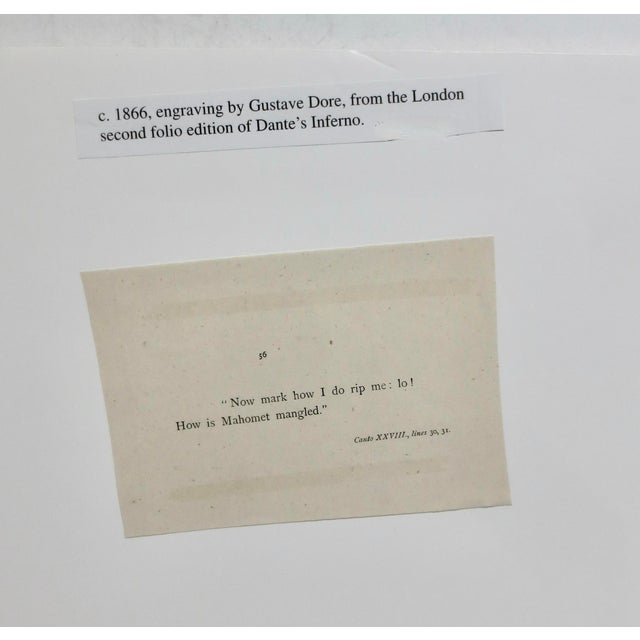 c. 1866, engraving by Gustave Dore, from the London
second folio edition of Dante's Inferno.
56
"Now mark how I do rip me: lo!
How is Mahomet mangled."
Canto XXVIII., lines 30, 31.